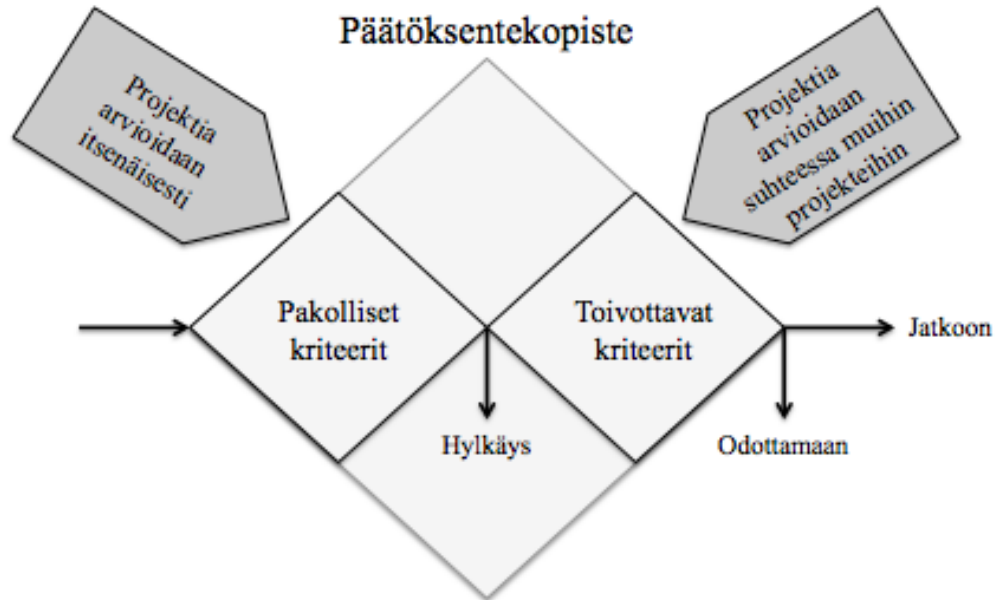 Päätöksentekopiste
Projektia
arvioidaan
itsenäisesti
Projektia
arvioidaan
suhteessa muihin
projekteihin
Pakolliset
kriteerit
Toivottavat
kriteerit
Jatkoon
Hylkäys
Odottamaan